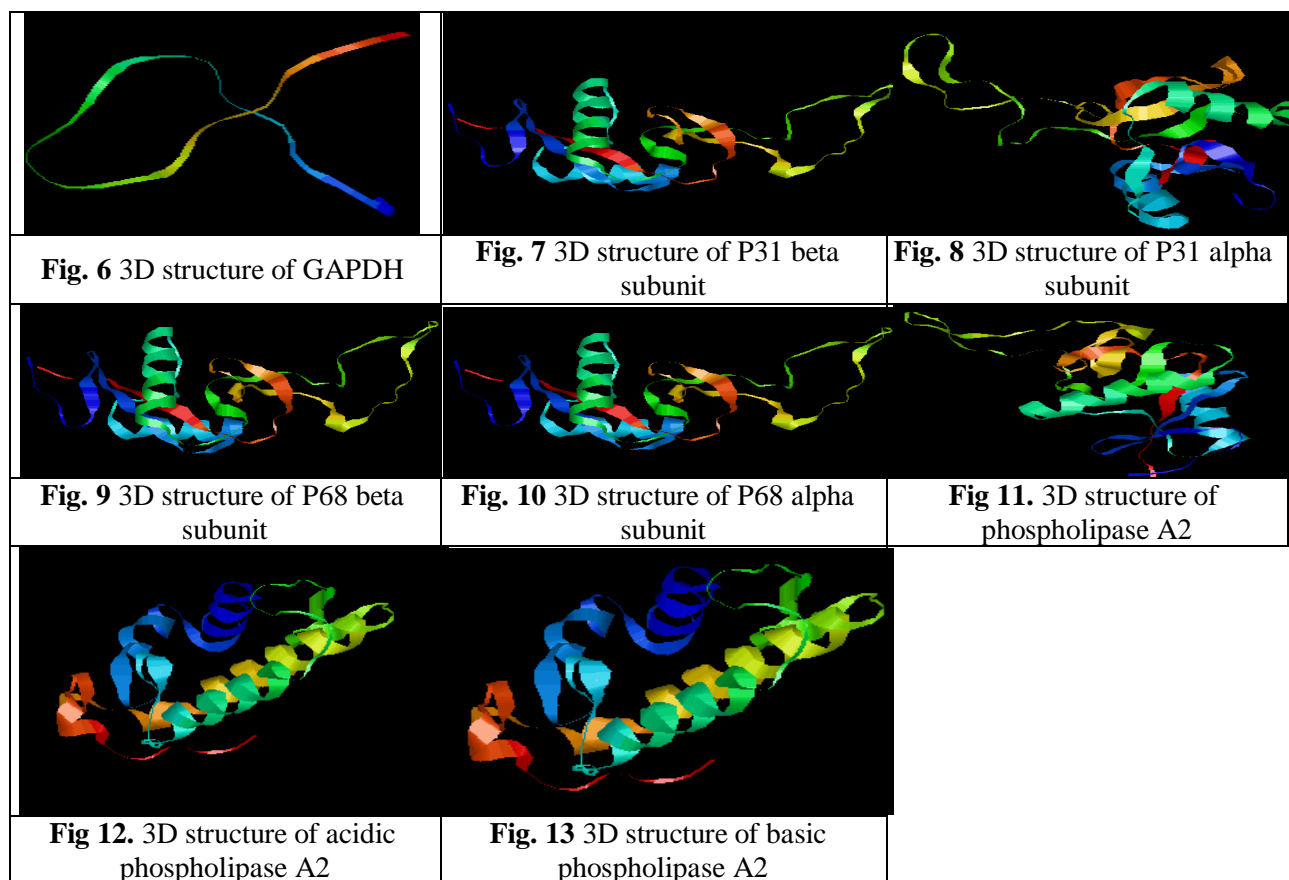 Fig. 6 3D structure of GAPDH
Fig. 7 3D structure of P31 beta
subunit
Fig. 8 3D structure of P31 alpha
subunit
Fig. 9 3D structure of P68 beta
subunit
Fig. 10 3D structure of P68 alpha
subunit
Fig 11. 3D structure of
phospholipase A2
Fig 12. 3D structure of acidic
phospholipase A2
Fig. 13 3D structure of basic
phospholipase A2